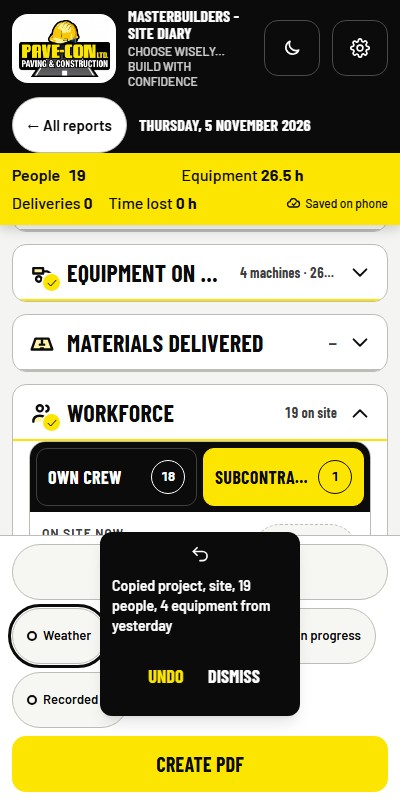 PAVE-CON LTD.
PAVING & CONSTRUCTION
MASTERBUILDERS -
SITE DIARY
CHOOSE WISELY...
BUILD WITH
CONFIDENCE
← All reports
THURSDAY, 5 NOVEMBER 2026
People 19
Equipment 26.5 h
Deliveries 0 Time lost 0 h
Saved on phone
EQUIPMENT ON ...
4 machines · 26...
MATERIALS DELIVERED
–
WORKFORCE
19 on site
OWN CREW 18
SUBCONTRA... 1
ON SITE NOW
Copied project, site, 19
people, 4 equipment from
yesterday
UNDO DISMISS
Weather
progress
Recorded
CREATE PDF